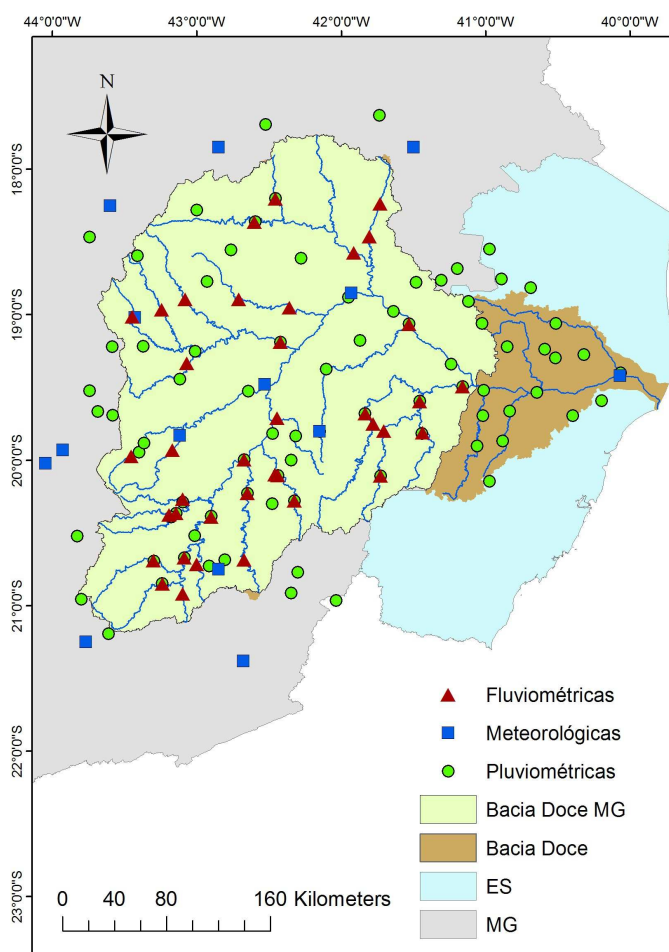 44°0'0"W 43°0'0"W 42°0'0"W 41°0'0"W 40°0'0"W
N
18°0'0"S
19°0'0"S
20°0'0"S
21°0'0"S
22°0'0"S
23°0'0"S
Fluviométricas
Meteorológicas
Pluviométricas
Bacia Doce MG
Bacia Doce
ES
MG
0 40 80 160 Kilometers